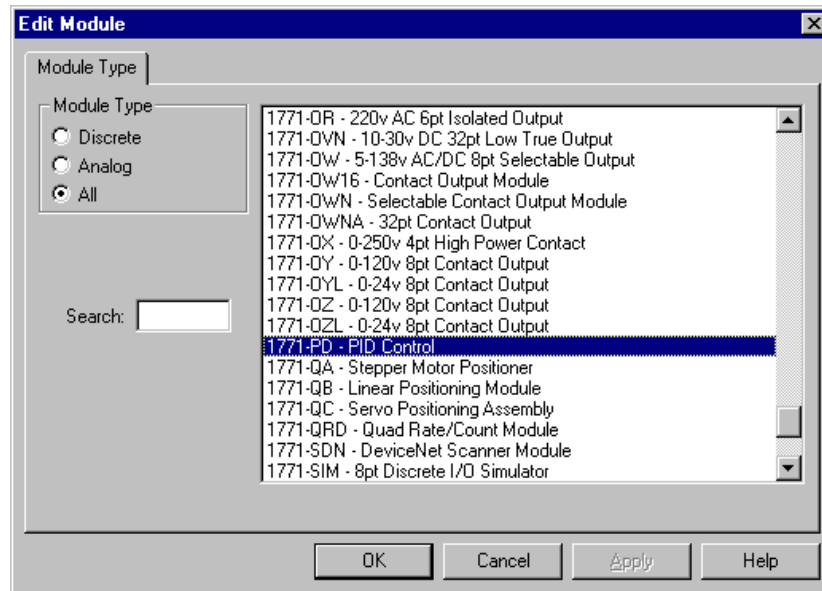 Edit Module
Module Type
Module Type
Discrete
Analog
All
Search:
1771-OR - 220v AC 6pt Isolated Output
1771-OVN - 10-30v DC 32pt Low True Output
1771-OW - 5-138v AC/DC 8pt Selectable Output
1771-OW16 - Contact Output Module
1771-OWN - Selectable Contact Output Module
1771-OWNA - 32pt Contact Output
1771-OX - 0-250v 4pt High Power Contact
1771-OY - 0-120v 8pt Contact Output
1771-OYL - 0-24v 8pt Contact Output
1771-OZ - 0-120v 8pt Contact Output
1771-OZL - 0-24v 8pt Contact Output
1771-PD - PID Control
1771-QA - Stepper Motor Positioner
1771-QB - Linear Positioning Module
1771-QC - Servo Positioning Assembly
1771-QRD - Quad Rate/Count Module
1771-SDN - DeviceNet Scanner Module
1771-SIM - 8pt Discrete I/O Simulator
OK
Cancel
Apply
Help